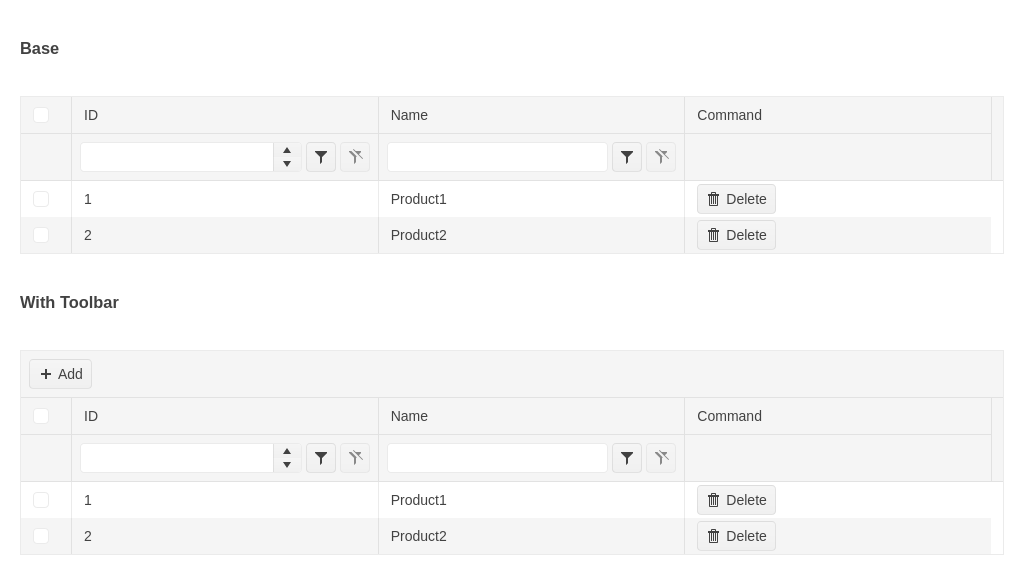 Base
ID Name Command
1 Product1 Delete
2 Product2 Delete
With Toolbar
Add
ID Name Command
1 Product1 Delete
2 Product2 Delete